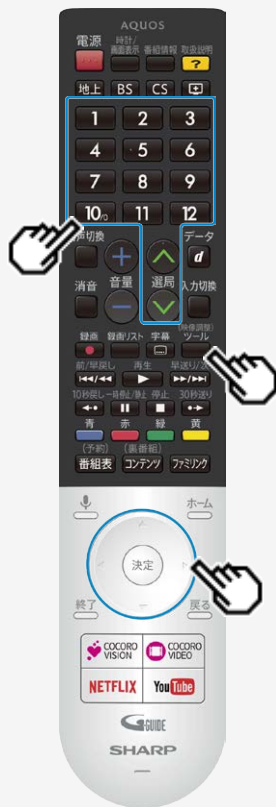 AQUOS
電源 時計/画面表示 番組情報 取扱説明
?
地上 BS CS
1 2 3
4 5 6
7 8 9
10/0 11 12
声切換 データ
+ d
消音 音量 選局 入力切換
−
(映像調整)
録画 録画リスト 字幕 ツール
前/早戻し 再生 早送り/次
10秒戻し 一時停止/静止 停止 30秒送り
青 赤 緑 黄
(予約) (裏番組)
番組表 コンテンツ ファミリンク
ホーム
決定
終了 戻る
COCORO VISION COCORO VIDEO
NETFLIX YouTube
G-GUIDE
SHARP